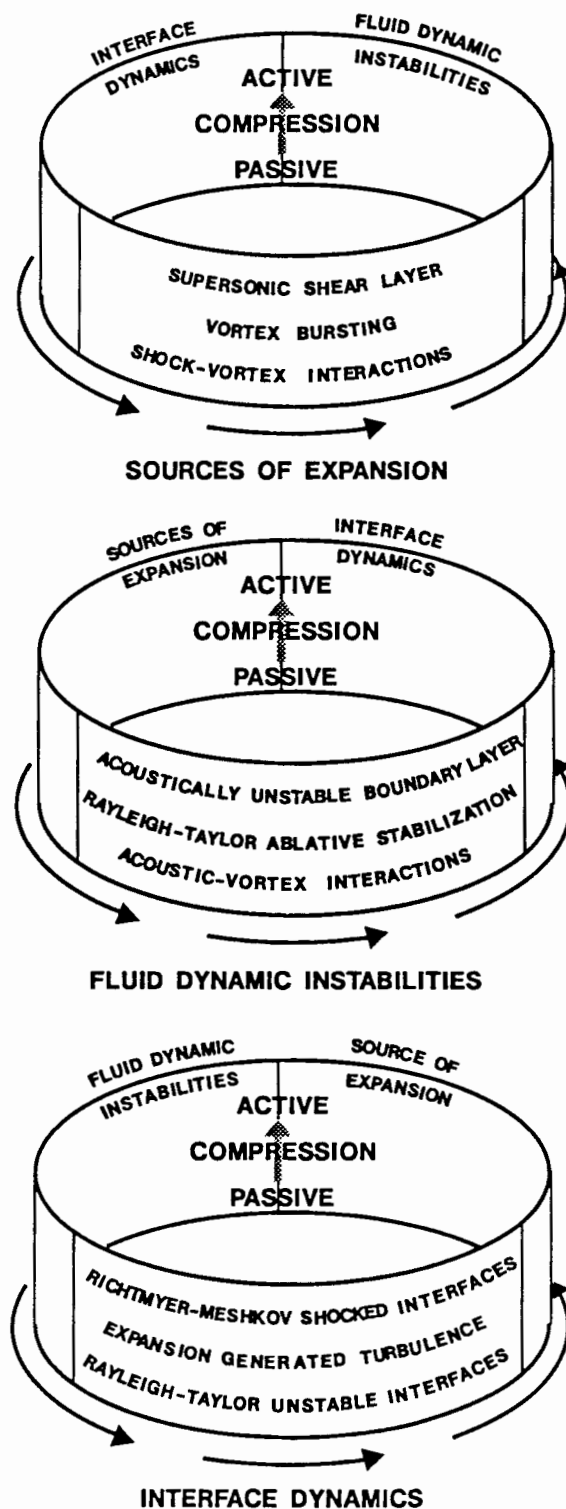 INTERFACE
DYNAMICS
FLUID DYNAMIC
INSTABILITIES
ACTIVE
COMPRESSION
PASSIVE
SUPERSONIC SHEAR LAYER
VORTEX BURSTING
SHOCK-VORTEX INTERACTIONS
SOURCES OF EXPANSION
SOURCES OF
EXPANSION
INTERFACE
DYNAMICS
ACTIVE
COMPRESSION
PASSIVE
ACOUSTICALLY UNSTABLE BOUNDARY LAYER
RAYLEIGH-TAYLOR ABLATIVE STABILIZATION
ACOUSTIC-VORTEX INTERACTIONS
FLUID DYNAMIC INSTABILITIES
FLUID DYNAMIC
INSTABILITIES
SOURCE OF
EXPANSION
ACTIVE
COMPRESSION
PASSIVE
RICHTMYER-MESHKOV SHOCKED INTERFACES
EXPANSION GENERATED TURBULENCE
RAYLEIGH-TAYLOR UNSTABLE INTERFACES
INTERFACE DYNAMICS